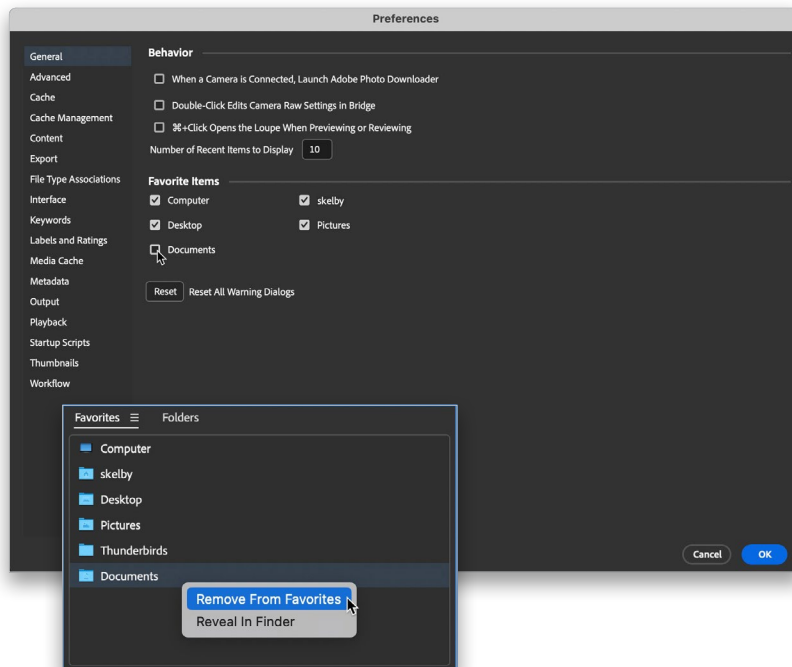 Preferences
General
Advanced
Cache
Cache Management
Content
Export
File Type Associations
Interface
Keywords
Labels and Ratings
Media Cache
Metadata
Output
Playback
Startup Scripts
Thumbnails
Workflow
Behavior
When a Camera is Connected, Launch Adobe Photo Downloader
Double-Click Edits Camera Raw Settings in Bridge
⌘+Click Opens the Loupe When Previewing or Reviewing
Number of Recent Items to Display 10
Favorite Items
Computer skelby
Desktop Pictures
Documents
Reset Reset All Warning Dialogs
Cancel OK
Favorites Folders
Computer
skelby
Desktop
Pictures
Thunderbirds
Documents
Remove From Favorites
Reveal In Finder